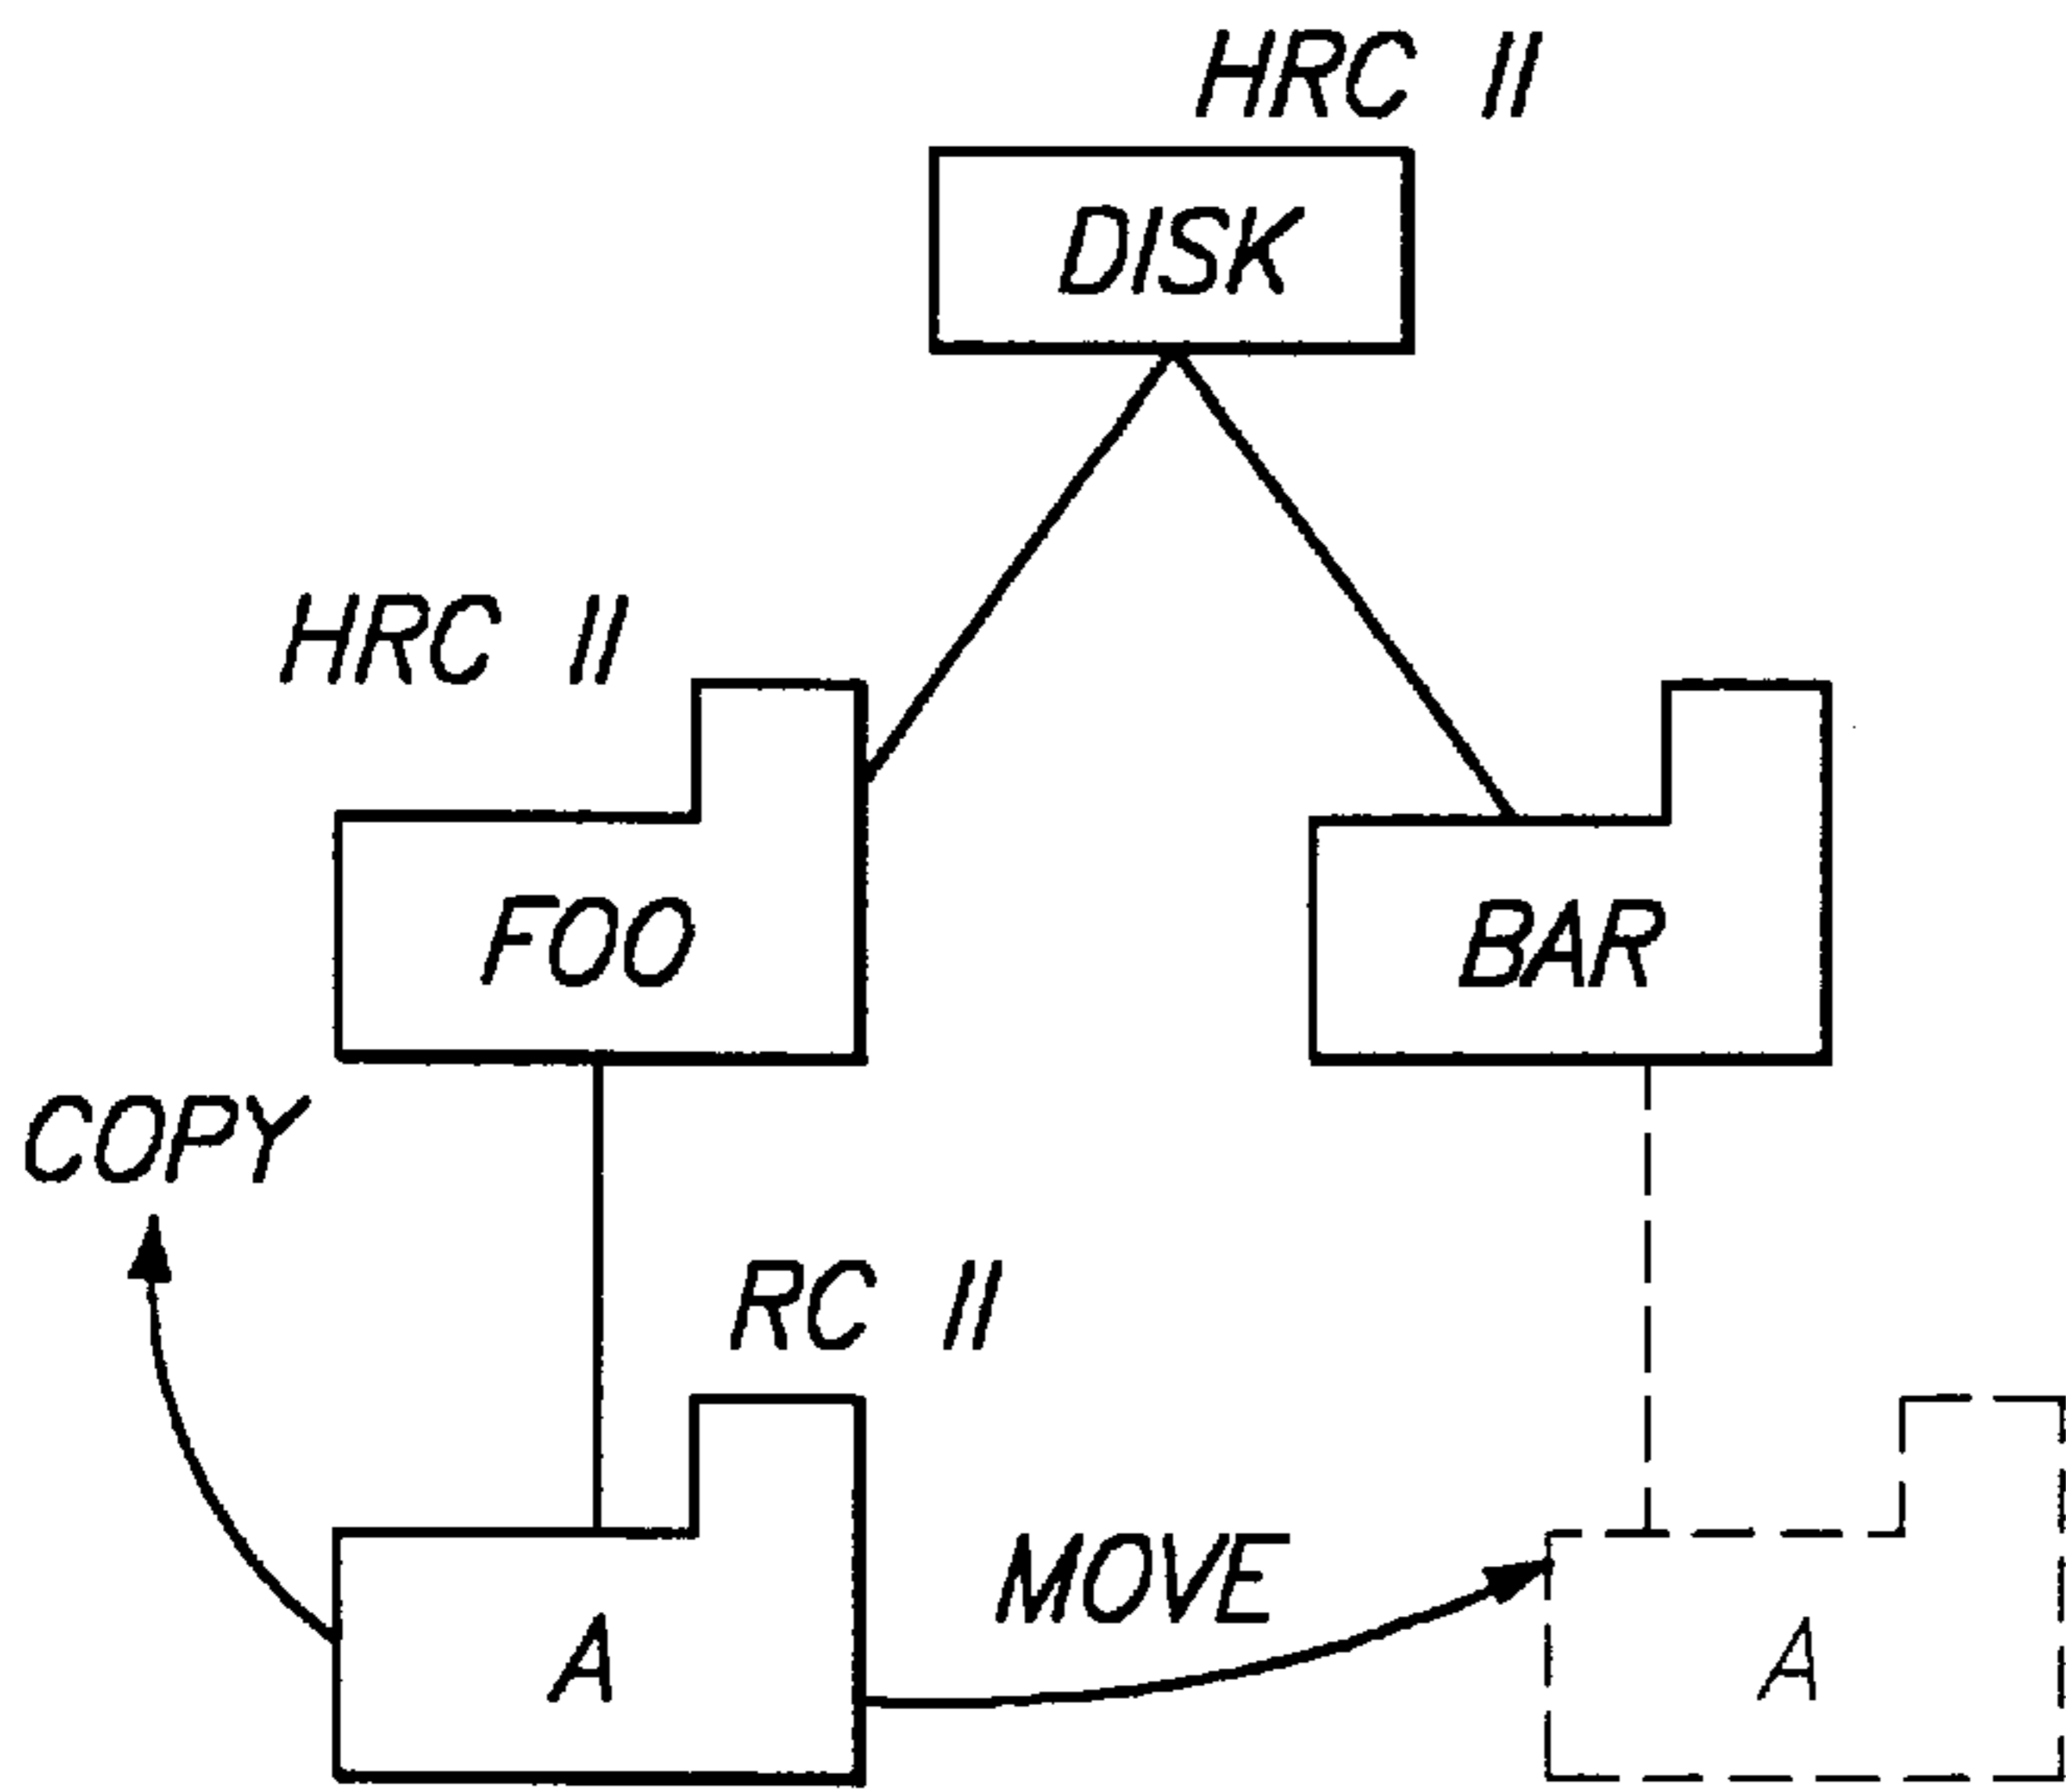 HRC II
DISK
HRC II
FOO
BAR
COPY
RC II
MOVE
A
A